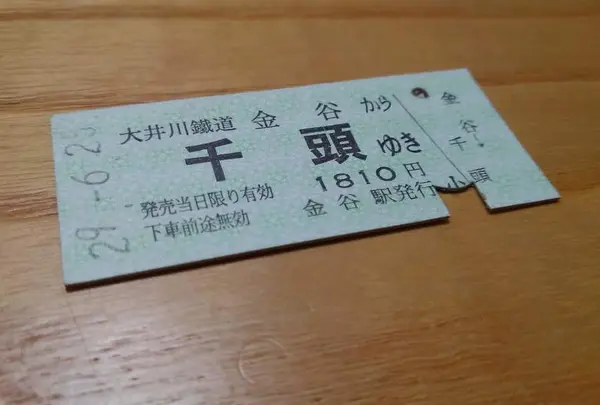 29.-6.23
大井川鐵道 金谷から
千頭ゆき
1810円
発売当日限り有効
下車前途無効
金谷駅発行
金谷
千頭
小